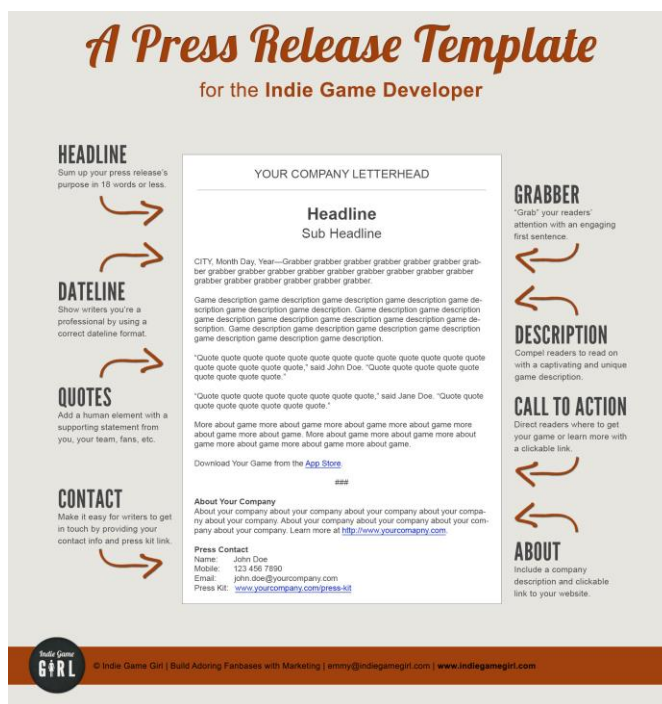 A Press Release Template
for the Indie Game Developer
HEADLINE
Sum up your press release's
purpose in 18 words or less.
DATELINE
Show writers you're a
professional by using a
correct dateline format.
QUOTES
Add a human element with a
supporting statement from
you, your team, fans, etc.
CONTACT
Make it easy for writers to get
in touch by providing your
contact info and press kit link.
YOUR COMPANY LETTERHEAD
Headline
Sub Headline
CITY, Month Day, Year—Grabber grabber grabber grabber grabber grabber grab-
ber grabber grabber grabber grabber grabber grabber grabber grabber grabber
grabber grabber grabber grabber grabber grabber.
Game description game description game description game description game de-
scription game description game description. Game description game description
game description game description game description game description game de-
scription. Game description game description game description game description
game description game description game description.
"Quote quote quote quote quote quote quote quote quote quote quote quote quote
quote quote quote quote quote quote," said John Doe. "Quote quote quote quote
quote quote quote quote."
"Quote quote quote quote quote quote quote quote," said Jane Doe. "Quote quote
quote quote quote quote quote quote quote."
More about game more about game more about game more about game more
about game more about game. More about game more about game more about
game more about game more about game more about game.
Download Your Game from the App Store.
###
About Your Company
About your company about your company about your company about your compa-
ny about your company. About your company about your company about your com-
pany about your company. Learn more at http://www.yourcomapny.com.
Press Contact
Name: John Doe
Mobile: 123 456 7890
Email: john.doe@yourcompany.com
Press Kit: www.yourcompany.com/press-kit
GRABBER
"Grab" your readers'
attention with an engaging
first sentence.
DESCRIPTION
Compel readers to read on
with a captivating and unique
game description.
CALL TO ACTION
Direct readers where to get
your game or learn more with
a clickable link.
ABOUT
Include a company
description and clickable
link to your website.
Indie Game
GIRL
© Indie Game Girl | Build Adoring Fanbases with Marketing | emmy@indiegamegirl.com | www.indiegamegirl.com